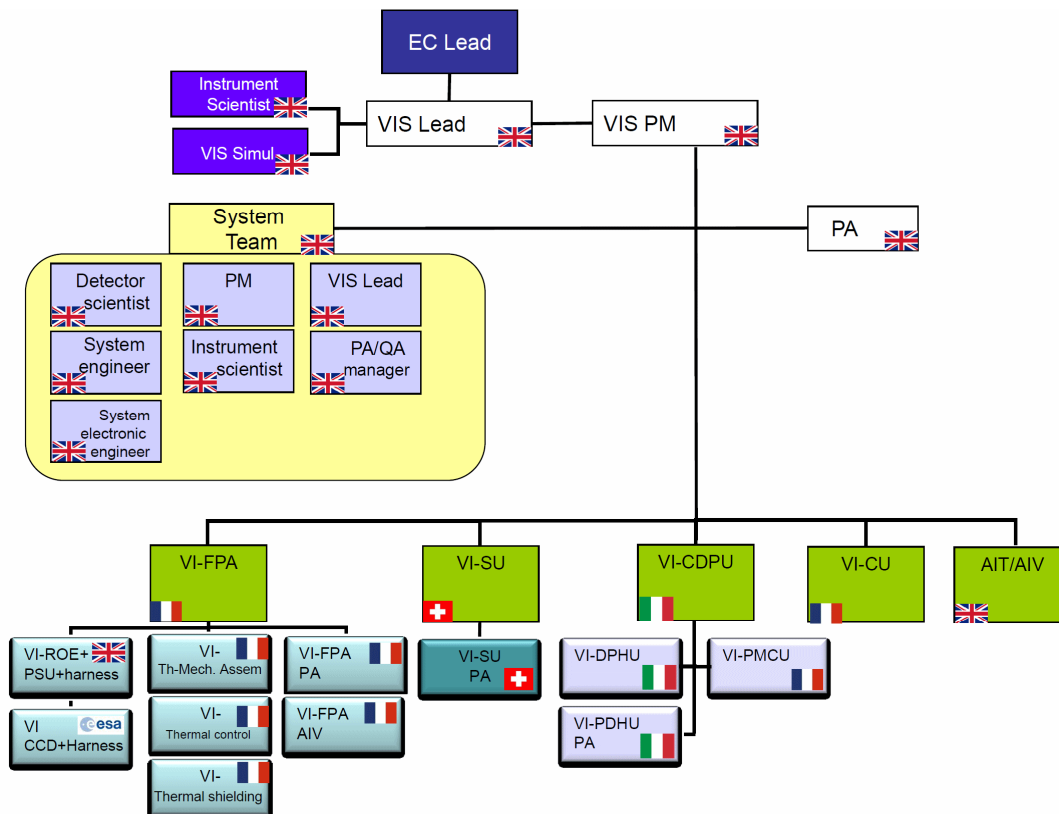 EC Lead
Instrument
Scientist
VIS Lead
VIS PM
VIS Simul
System
Team
PA
Detector
scientist
PM
VIS Lead
System
engineer
Instrument
scientist
PA/QA
manager
System
electronic
engineer
VI-FPA
VI-SU
VI-CDPU
VI-CU
AIT/AIV
VI-ROE+
PSU+harness
VI-
Th-Mech. Assem
VI-FPA
PA
VI-SU
PA
VI-DPHU
VI-PMCU
VI
CCD+Harness
esa
VI-
Thermal control
VI-FPA
AIV
VI-PDHU
PA
VI-
Thermal shielding